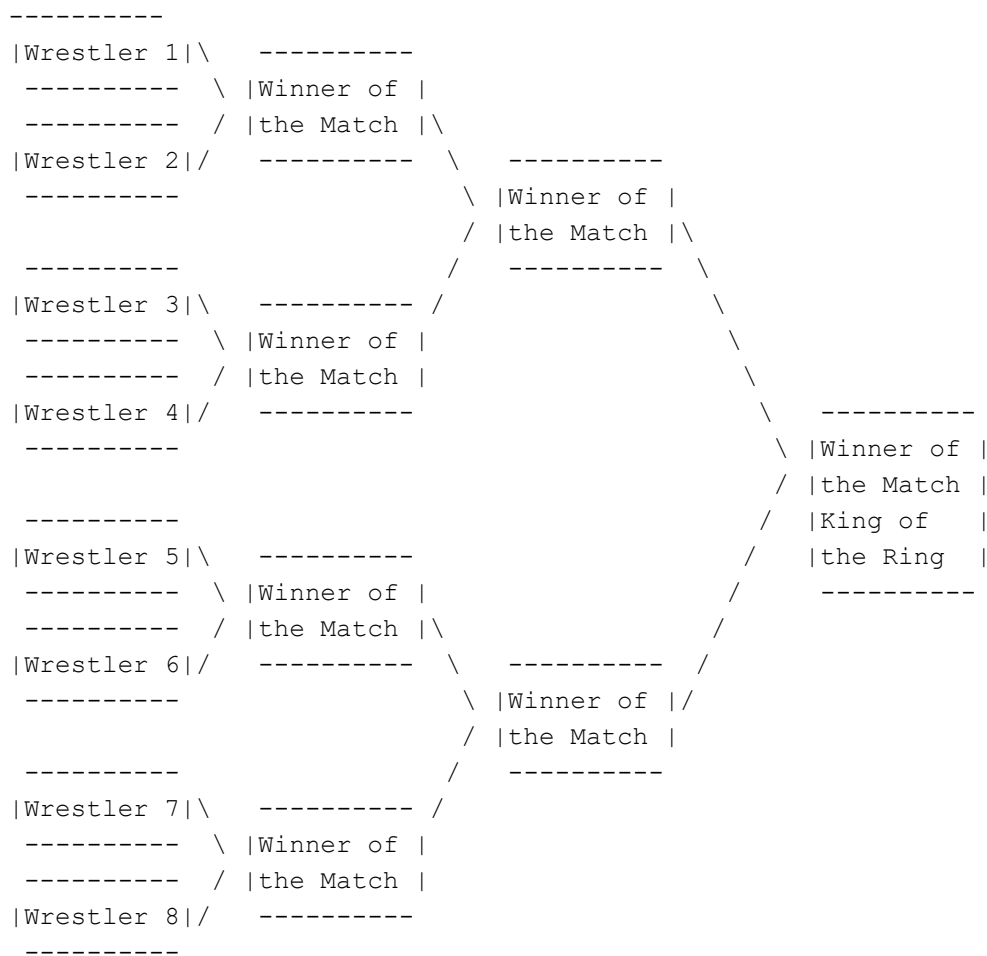 Wrestler 1
Winner of
the Match
Wrestler 2
Winner of
the Match
Wrestler 3
Winner of
the Match
Wrestler 4
Winner of
the Match
King of
the Ring
Wrestler 5
Winner of
the Match
Wrestler 6
Winner of
the Match
Wrestler 7
Winner of
the Match
Wrestler 8